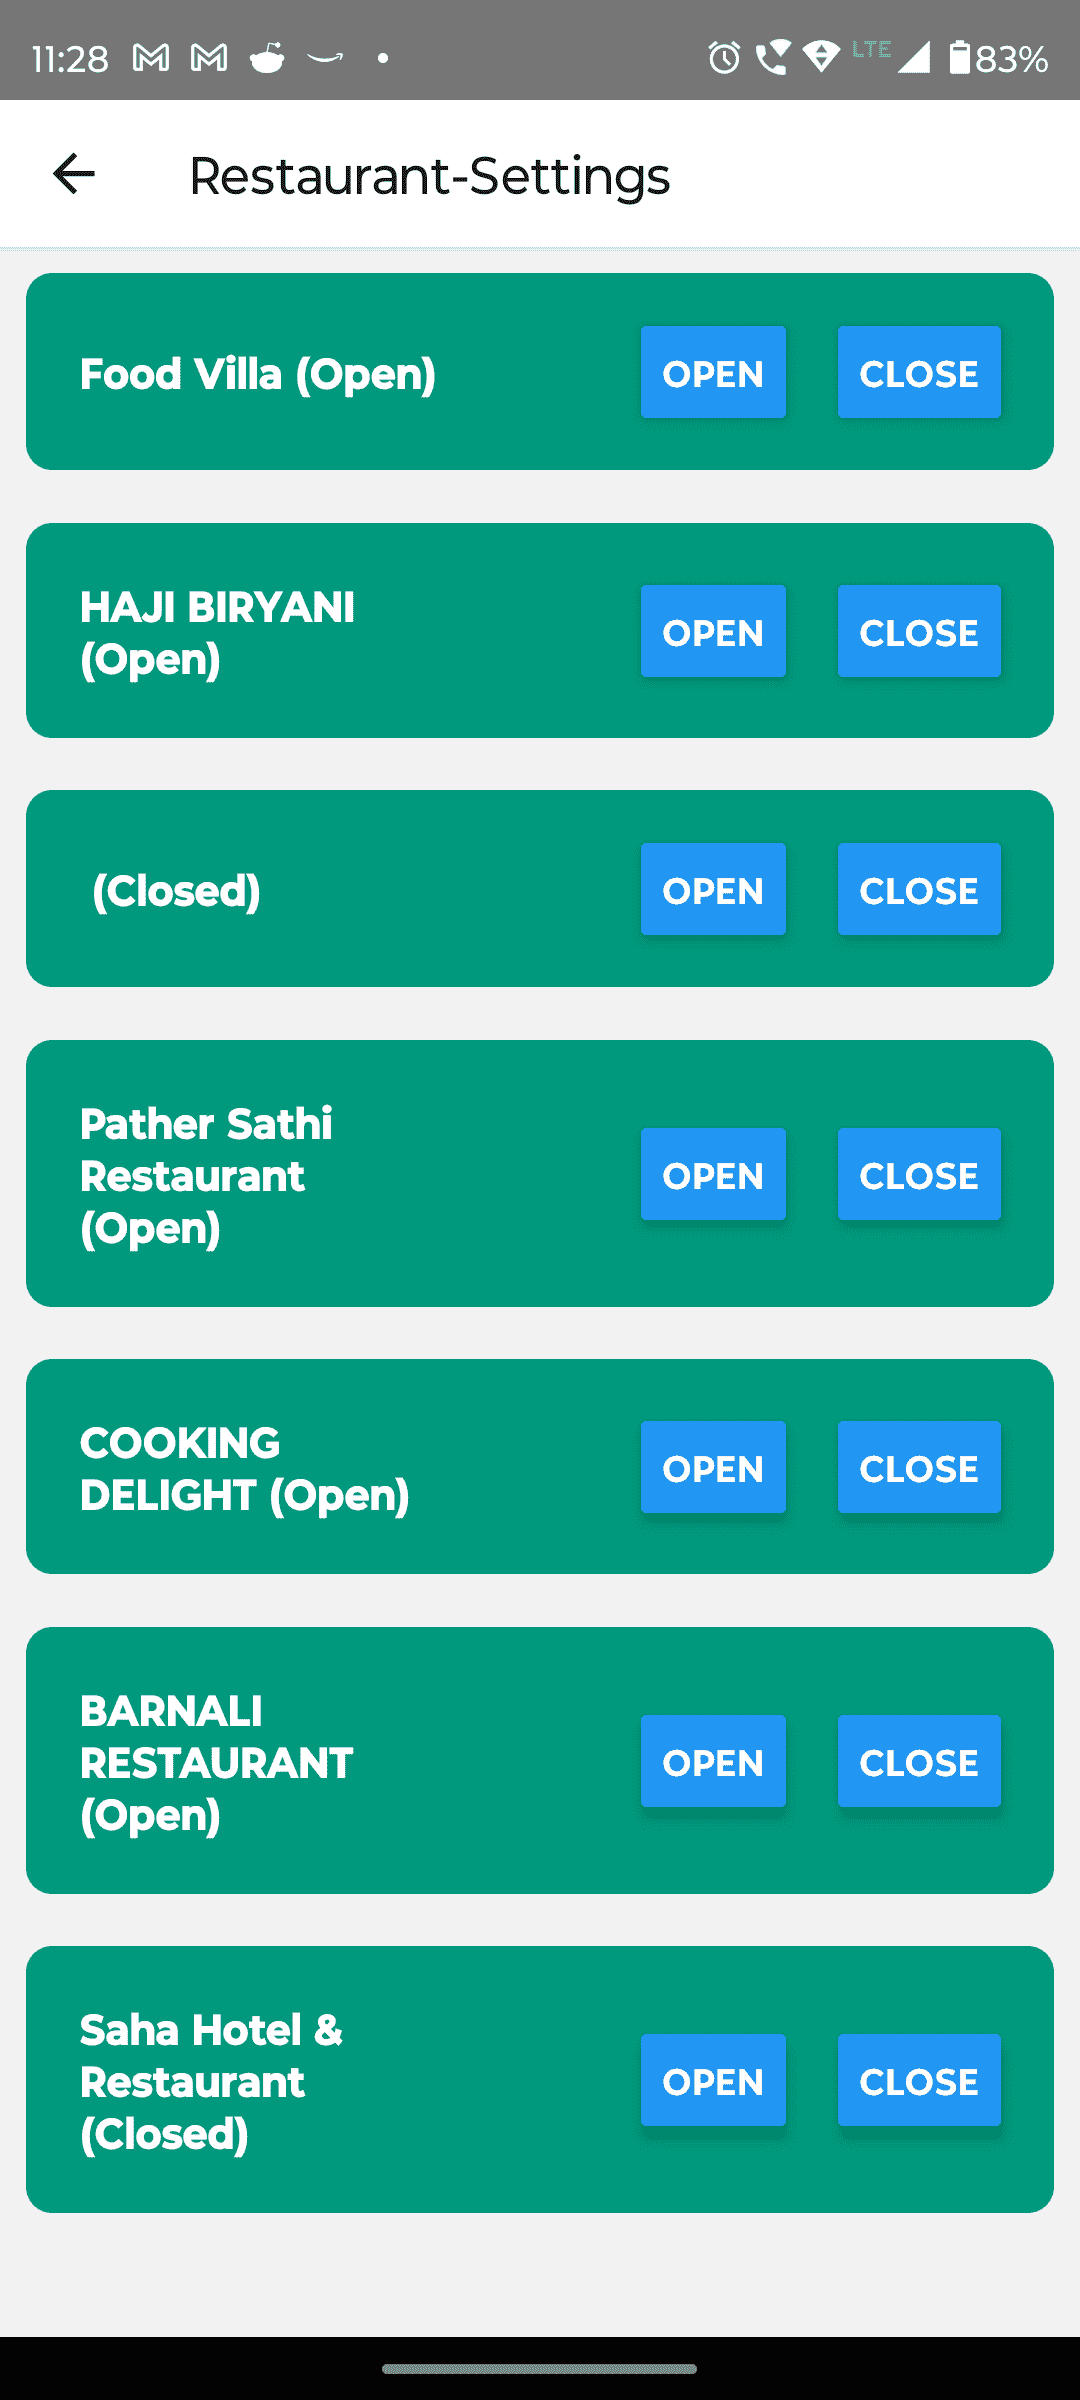 11:28 LTE 83%
Restaurant-Settings
Food Villa (Open) OPEN CLOSE
HAJI BIRYANI
(Open)
OPEN CLOSE
(Closed) OPEN CLOSE
Pather Sathi
Restaurant
(Open)
OPEN CLOSE
COOKING
DELIGHT (Open)
OPEN CLOSE
BARNALI
RESTAURANT
(Open)
OPEN CLOSE
Saha Hotel &
Restaurant
(Closed)
OPEN CLOSE